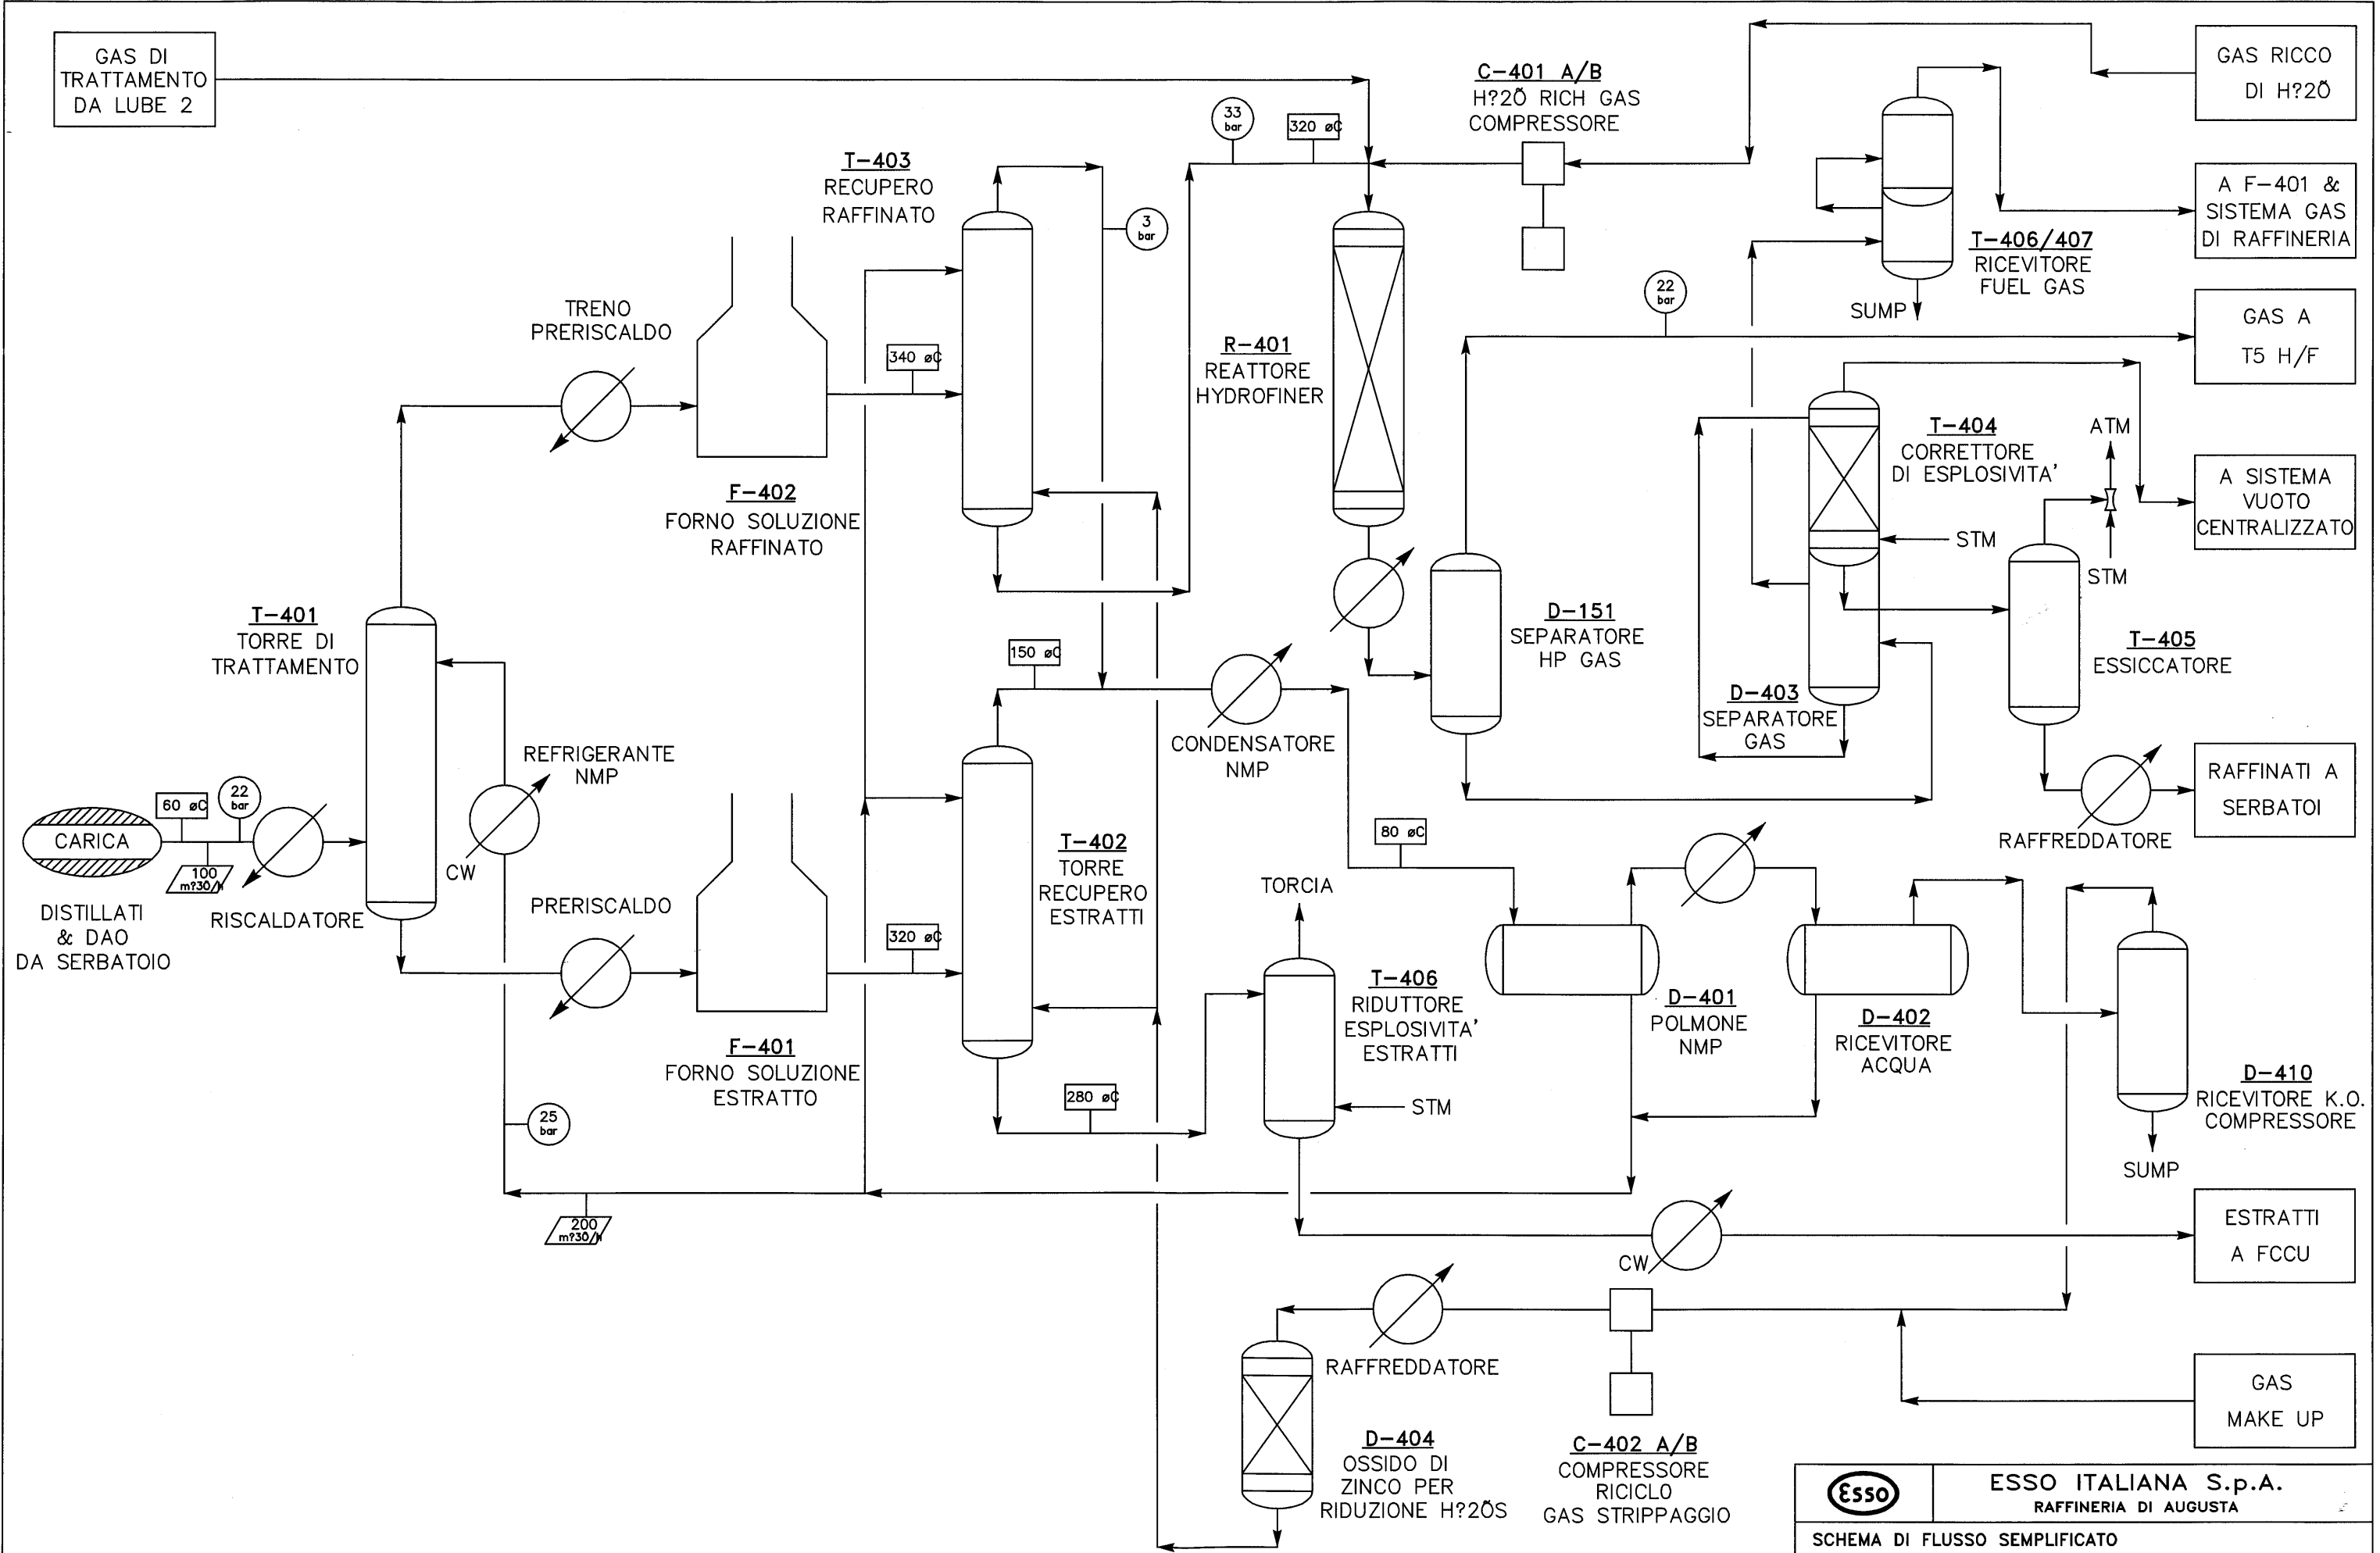 GAS DI
TRATTAMENTO
DA LUBE 2
C-401 A/B
H?2Õ RICH GAS
COMPRESSORE
GAS RICCO
DI H?2Õ
33
bar
320 øC
T-403
RECUPERO
RAFFINATO
3
bar
A F-401 &
SISTEMA GAS
DI RAFFINERIA
T-406/407
RICEVITORE
FUEL GAS
SUMP
22
bar
GAS A
T5 H/F
TRENO
PRERISCALDO
340 øC
R-401
REATTORE
HYDROFINER
T-404
CORRETTORE
DI ESPLOSIVITA'
ATM
A SISTEMA
VUOTO
CENTRALIZZATO
F-402
FORNO SOLUZIONE
RAFFINATO
STM
STM
T-401
TORRE DI
TRATTAMENTO
D-151
SEPARATORE
HP GAS
T-405
ESSICCATORE
150 øC
D-403
SEPARATORE
GAS
REFRIGERANTE
NMP
CONDENSATORE
NMP
RAFFINATI A
SERBATOI
60 øC
22
bar
CARICA
100
m?3Õ/h
CW
T-402
TORRE
RECUPERO
ESTRATTI
80 øC
RAFFREDDATORE
DISTILLATI
& DAO
DA SERBATOIO
RISCALDATORE
PRERISCALDO
320 øC
TORCIA
T-406
RIDUTTORE
ESPLOSIVITA'
ESTRATTI
D-401
POLMONE
NMP
D-402
RICEVITORE
ACQUA
F-401
FORNO SOLUZIONE
ESTRATTO
280 øC
STM
D-410
RICEVITORE K.O.
COMPRESSORE
SUMP
25
bar
200
m?3Õ/h
CW
ESTRATTI
A FCCU
RAFFREDDATORE
GAS
MAKE UP
D-404
OSSIDO DI
ZINCO PER
RIDUZIONE H?2ÕS
C-402 A/B
COMPRESSORE
RICICLO
GAS STRIPPAGGIO
Esso
ESSO ITALIANA S.p.A.
RAFFINERIA DI AUGUSTA
SCHEMA DI FLUSSO SEMPLIFICATO